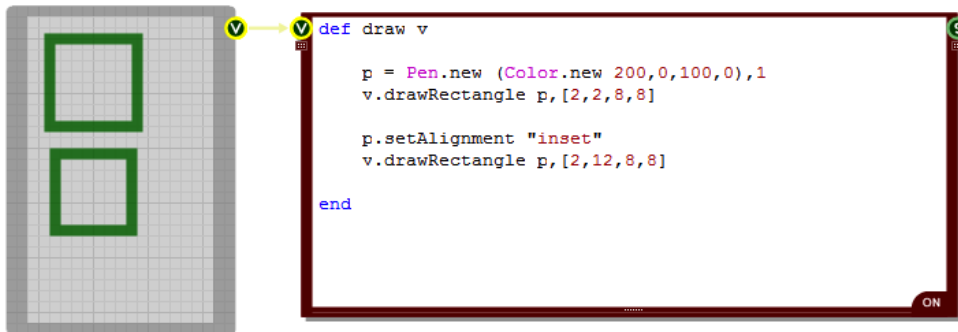 V
V
def draw v
p = Pen.new (Color.new 200,0,100,0),1
v.drawRectangle p,[2,2,8,8]
p.setAlignment "inset"
v.drawRectangle p,[2,12,8,8]
end
ON